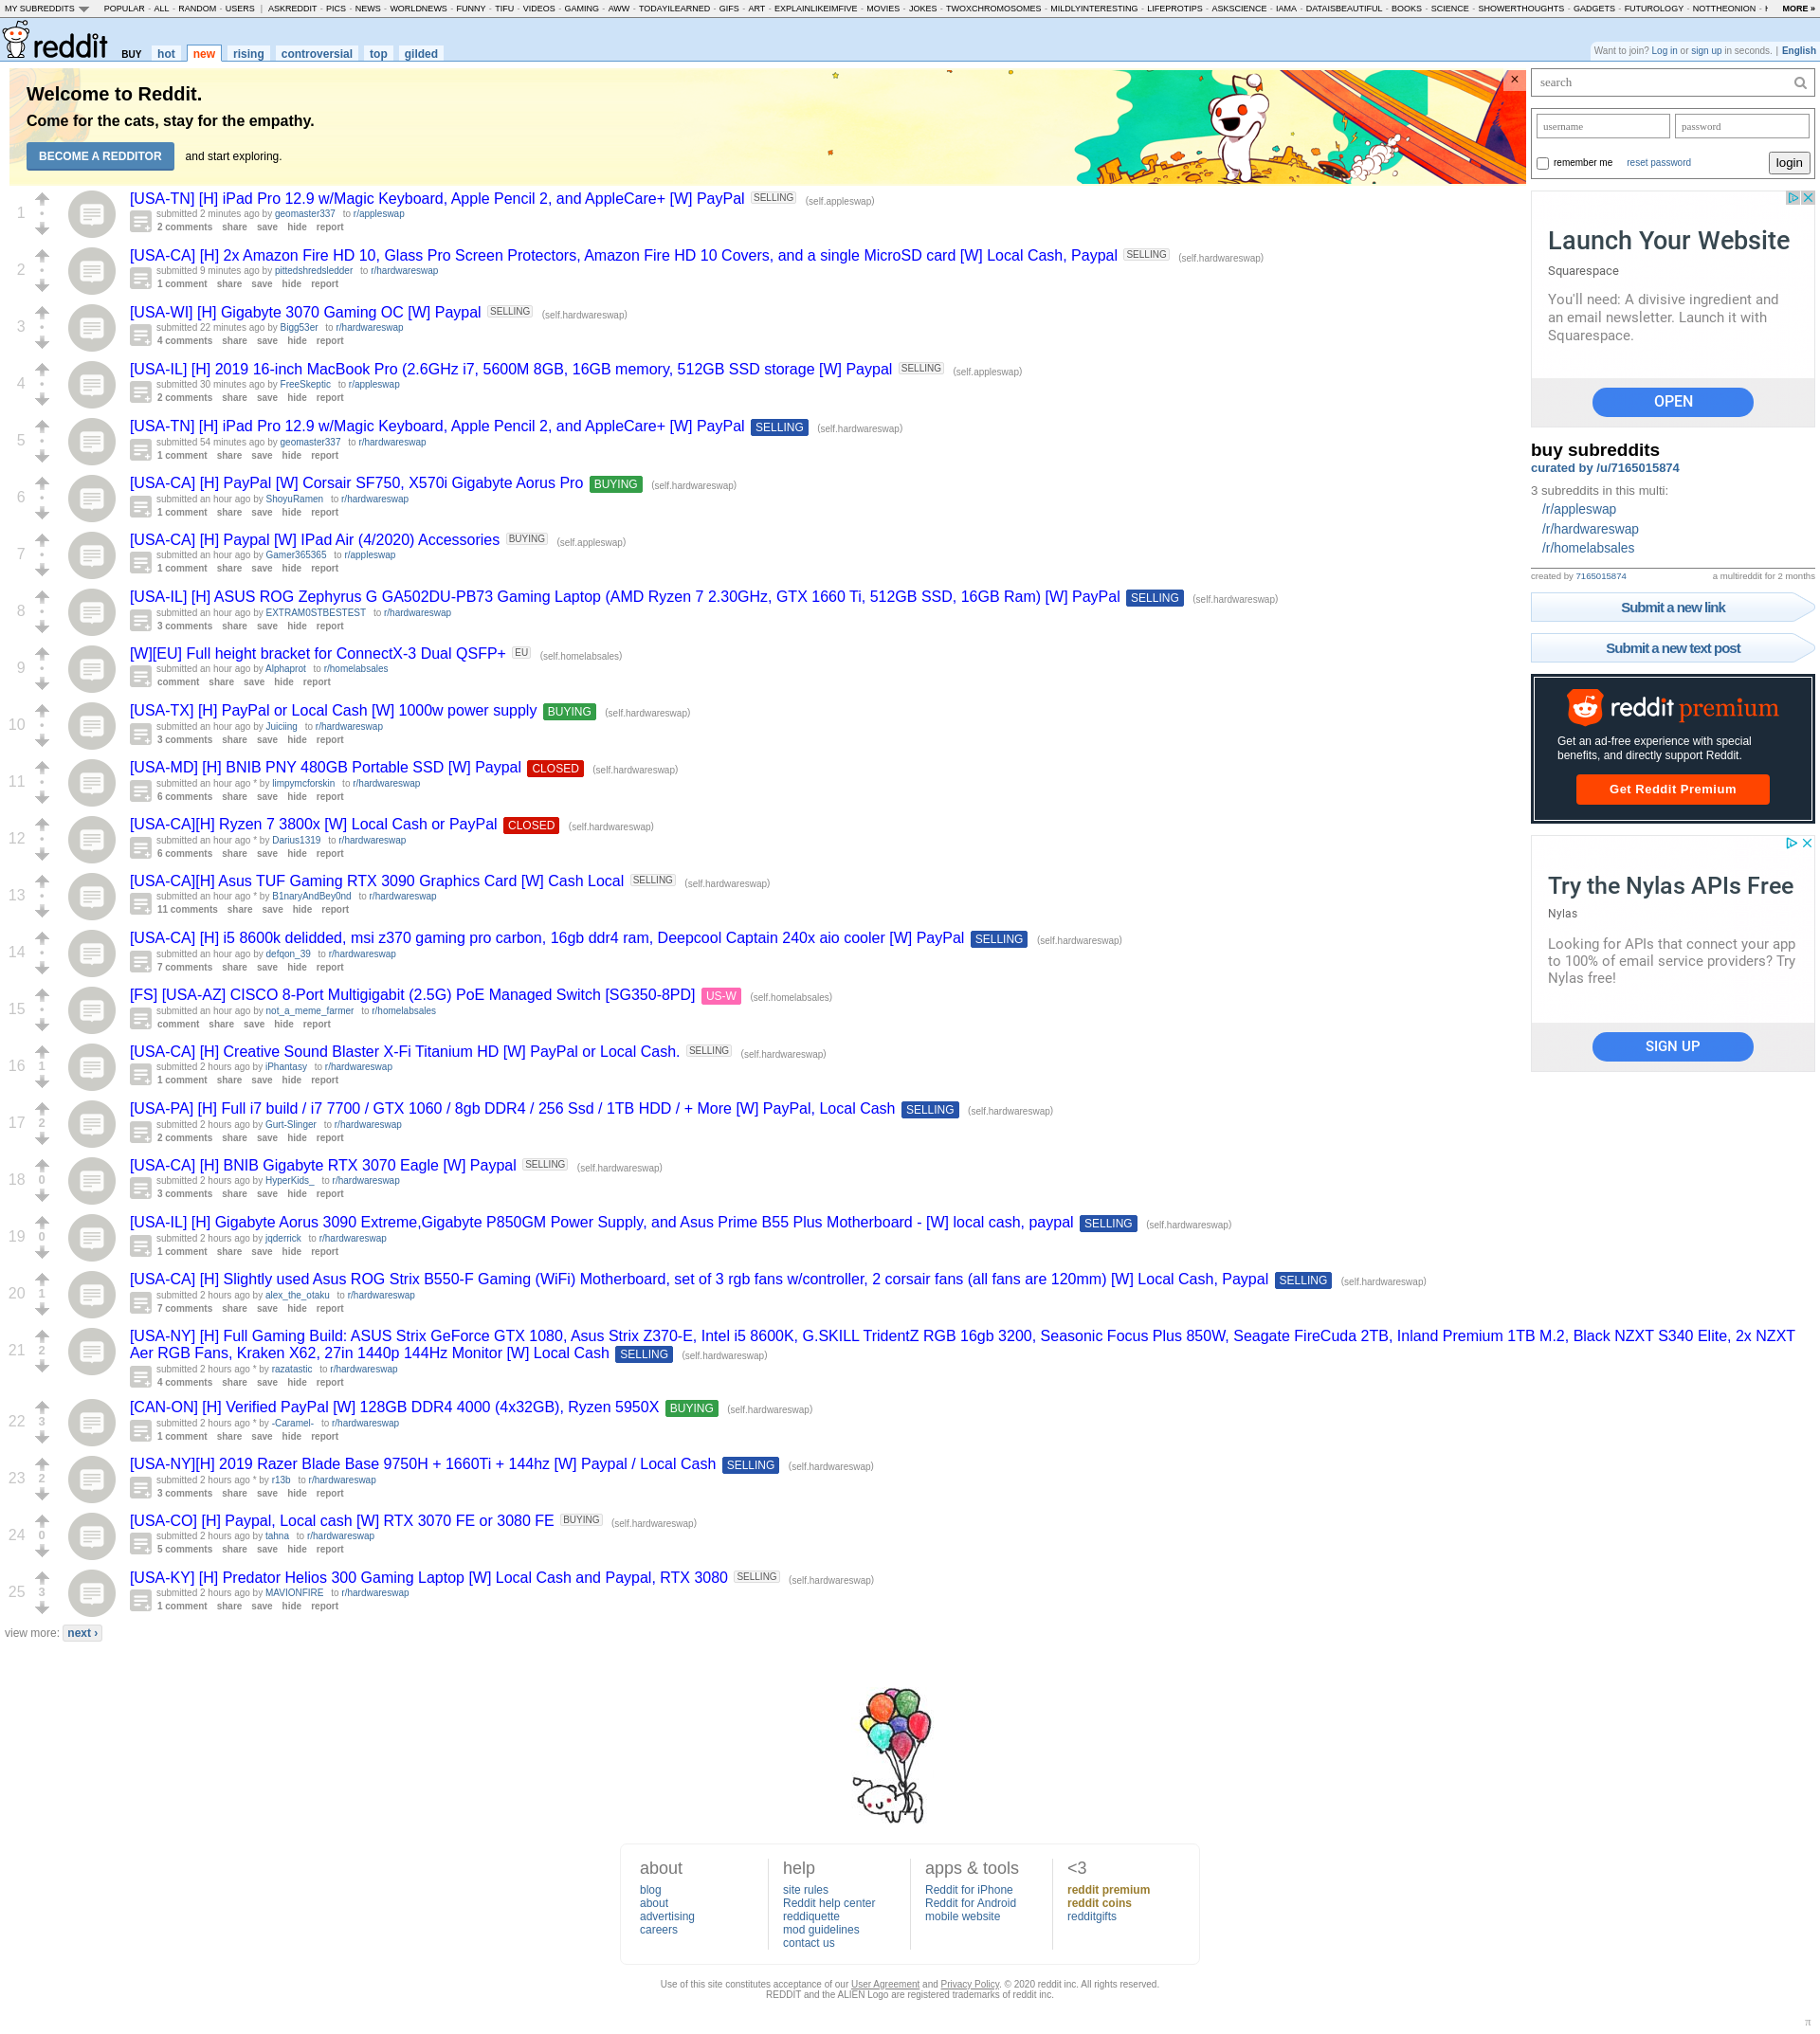 MY SUBREDDITS POPULAR - ALL - RANDOM - USERS | ASKREDDIT - PICS - NEWS - WORLDNEWS - FUNNY - TIFU - VIDEOS - GAMING - AWW - TODAYILEARNED - GIFS - ART - EXPLAINLIKEIMFIVE - MOVIES - JOKES - TWOXCHROMOSOMES - MILDLYINTERESTING - LIFEPROTIPS - ASKSCIENCE - IAMA - DATAISBEAUTIFUL - BOOKS - SCIENCE - SHOWERTHOUGHTS - GADGETS - FUTUROLOGY - NOTTHEONION - MORE »
reddit BUY hot new rising controversial top gilded
Want to join? Log in or sign up in seconds. | English
Welcome to Reddit.
Come for the cats, stay for the empathy.
BECOME A REDDITOR and start exploring.
×
1
[USA-TN] [H] iPad Pro 12.9 w/Magic Keyboard, Apple Pencil 2, and AppleCare+ [W] PayPal SELLING (self.appleswap)
submitted 2 minutes ago by geomaster337 to r/appleswap
2 comments share save hide report
2
[USA-CA] [H] 2x Amazon Fire HD 10, Glass Pro Screen Protectors, Amazon Fire HD 10 Covers, and a single MicroSD card [W] Local Cash, Paypal SELLING (self.hardwareswap)
submitted 9 minutes ago by pittedshredsledder to r/hardwareswap
1 comment share save hide report
3
[USA-WI] [H] Gigabyte 3070 Gaming OC [W] Paypal SELLING (self.hardwareswap)
submitted 22 minutes ago by Bigg53er to r/hardwareswap
4 comments share save hide report
4
[USA-IL] [H] 2019 16-inch MacBook Pro (2.6GHz i7, 5600M 8GB, 16GB memory, 512GB SSD storage [W] Paypal SELLING (self.appleswap)
submitted 30 minutes ago by FreeSkeptic to r/appleswap
2 comments share save hide report
5
[USA-TN] [H] iPad Pro 12.9 w/Magic Keyboard, Apple Pencil 2, and AppleCare+ [W] PayPal SELLING (self.hardwareswap)
submitted 54 minutes ago by geomaster337 to r/hardwareswap
1 comment share save hide report
6
[USA-CA] [H] PayPal [W] Corsair SF750, X570i Gigabyte Aorus Pro BUYING (self.hardwareswap)
submitted an hour ago by ShoyuRamen to r/hardwareswap
1 comment share save hide report
7
[USA-CA] [H] Paypal [W] IPad Air (4/2020) Accessories BUYING (self.appleswap)
submitted an hour ago by Gamer365365 to r/appleswap
1 comment share save hide report
8
[USA-IL] [H] ASUS ROG Zephyrus G GA502DU-PB73 Gaming Laptop (AMD Ryzen 7 2.30GHz, GTX 1660 Ti, 512GB SSD, 16GB Ram) [W] PayPal SELLING (self.hardwareswap)
submitted an hour ago by EXTRAM0STBESTEST to r/hardwareswap
3 comments share save hide report
9
[W][EU] Full height bracket for ConnectX-3 Dual QSFP+ EU (self.homelabsales)
submitted an hour ago by Alphaprot to r/homelabsales
comment share save hide report
10
[USA-TX] [H] PayPal or Local Cash [W] 1000w power supply BUYING (self.hardwareswap)
submitted an hour ago by Juiciing to r/hardwareswap
3 comments share save hide report
11
[USA-MD] [H] BNIB PNY 480GB Portable SSD [W] Paypal CLOSED (self.hardwareswap)
submitted an hour ago * by limpymcforskin to r/hardwareswap
6 comments share save hide report
12
[USA-CA][H] Ryzen 7 3800x [W] Local Cash or PayPal CLOSED (self.hardwareswap)
submitted an hour ago * by Darius1319 to r/hardwareswap
6 comments share save hide report
13
[USA-CA][H] Asus TUF Gaming RTX 3090 Graphics Card [W] Cash Local SELLING (self.hardwareswap)
submitted an hour ago * by B1naryAndBey0nd to r/hardwareswap
11 comments share save hide report
14
[USA-CA] [H] i5 8600k delidded, msi z370 gaming pro carbon, 16gb ddr4 ram, Deepcool Captain 240x aio cooler [W] PayPal SELLING (self.hardwareswap)
submitted an hour ago by defqon_39 to r/hardwareswap
7 comments share save hide report
15
[FS] [USA-AZ] CISCO 8-Port Multigigabit (2.5G) PoE Managed Switch [SG350-8PD] US-W (self.homelabsales)
submitted an hour ago by not_a_meme_farmer to r/homelabsales
comment share save hide report
16 1
[USA-CA] [H] Creative Sound Blaster X-Fi Titanium HD [W] PayPal or Local Cash. SELLING (self.hardwareswap)
submitted 2 hours ago by iPhantasy to r/hardwareswap
1 comment share save hide report
17 2
[USA-PA] [H] Full i7 build / i7 7700 / GTX 1060 / 8gb DDR4 / 256 Ssd / 1TB HDD / + More [W] PayPal, Local Cash SELLING (self.hardwareswap)
submitted 2 hours ago by Gurt-Slinger to r/hardwareswap
2 comments share save hide report
18 0
[USA-CA] [H] BNIB Gigabyte RTX 3070 Eagle [W] Paypal SELLING (self.hardwareswap)
submitted 2 hours ago by HyperKids_ to r/hardwareswap
3 comments share save hide report
19 0
[USA-IL] [H] Gigabyte Aorus 3090 Extreme,Gigabyte P850GM Power Supply, and Asus Prime B55 Plus Motherboard - [W] local cash, paypal SELLING (self.hardwareswap)
submitted 2 hours ago by jqderrick to r/hardwareswap
1 comment share save hide report
20 1
[USA-CA] [H] Slightly used Asus ROG Strix B550-F Gaming (WiFi) Motherboard, set of 3 rgb fans w/controller, 2 corsair fans (all fans are 120mm) [W] Local Cash, Paypal SELLING (self.hardwareswap)
submitted 2 hours ago by alex_the_otaku to r/hardwareswap
7 comments share save hide report
21 2
[USA-NY] [H] Full Gaming Build: ASUS Strix GeForce GTX 1080, Asus Strix Z370-E, Intel i5 8600K, G.SKILL TridentZ RGB 16gb 3200, Seasonic Focus Plus 850W, Seagate FireCuda 2TB, Inland Premium 1TB M.2, Black NZXT S340 Elite, 2x NZXT
Aer RGB Fans, Kraken X62, 27in 1440p 144Hz Monitor [W] Local Cash SELLING (self.hardwareswap)
submitted 2 hours ago * by razatastic to r/hardwareswap
4 comments share save hide report
22 3
[CAN-ON] [H] Verified PayPal [W] 128GB DDR4 4000 (4x32GB), Ryzen 5950X BUYING (self.hardwareswap)
submitted 2 hours ago * by -Caramel- to r/hardwareswap
1 comment share save hide report
23 2
[USA-NY][H] 2019 Razer Blade Base 9750H + 1660Ti + 144hz [W] Paypal / Local Cash SELLING (self.hardwareswap)
submitted 2 hours ago * by r13b to r/hardwareswap
3 comments share save hide report
24 0
[USA-CO] [H] Paypal, Local cash [W] RTX 3070 FE or 3080 FE BUYING (self.hardwareswap)
submitted 2 hours ago by tahna to r/hardwareswap
5 comments share save hide report
25 3
[USA-KY] [H] Predator Helios 300 Gaming Laptop [W] Local Cash and Paypal, RTX 3080 SELLING (self.hardwareswap)
submitted 2 hours ago by MAVIONFIRE to r/hardwareswap
1 comment share save hide report
view more: next ›
search
username password
remember me reset password login
Launch Your Website
Squarespace
You'll need: A divisive ingredient and
an email newsletter. Launch it with
Squarespace.
OPEN
buy subreddits
curated by /u/7165015874
3 subreddits in this multi:
/r/appleswap
/r/hardwareswap
/r/homelabsales
created by 7165015874 a multireddit for 2 months
Submit a new link
Submit a new text post
reddit premium
Get an ad-free experience with special
benefits, and directly support Reddit.
Get Reddit Premium
Try the Nylas APIs Free
Nylas
Looking for APIs that connect your app
to 100% of email service providers? Try
Nylas free!
SIGN UP
about
blog
about
advertising
careers
help
site rules
Reddit help center
reddiquette
mod guidelines
contact us
apps & tools
Reddit for iPhone
Reddit for Android
mobile website
<3
reddit premium
reddit coins
redditgifts
Use of this site constitutes acceptance of our User Agreement and Privacy Policy. © 2020 reddit inc. All rights reserved.
REDDIT and the ALIEN Logo are registered trademarks of reddit inc.
π